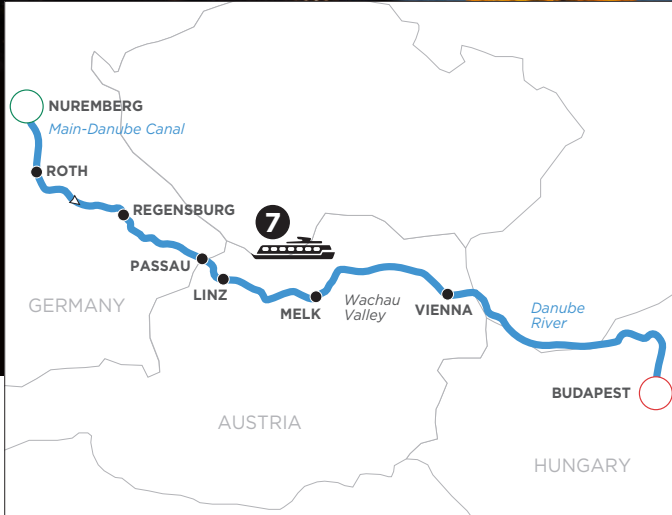 NUREMBERG
Main-Danube Canal
ROTH
REGENSBURG
7
PASSAU
LINZ
GERMANY
MELK
Wachau
Valley
VIENNA
Danube
River
BUDAPEST
AUSTRIA
HUNGARY